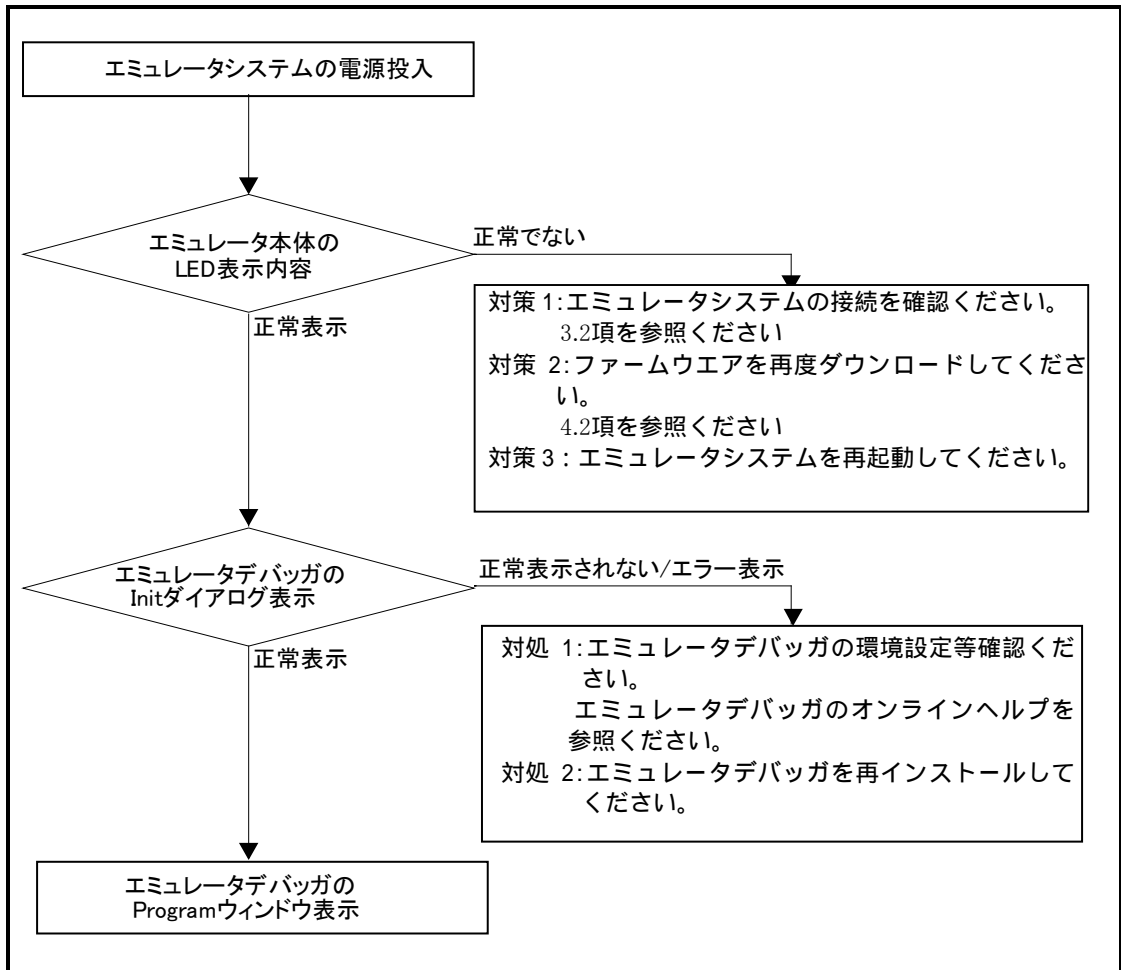 エミュレータシステムの電源投入
エミュレータ本体の
LED表示内容
正常でない
正常表示
対策 1:エミュレータシステムの接続を確認ください。
3.2項を参照ください
対策 2:ファームウエアを再度ダウンロードしてくださ
い。
4.2項を参照ください
対策 3:エミュレータシステムを再起動してください。
エミュレータデバッガの
Initダイアログ表示
正常表示されない/エラー表示
正常表示
対処 1:エミュレータデバッガの環境設定等確認くだ
さい。
エミュレータデバッガのオンラインヘルプを
参照ください。
対処 2:エミュレータデバッガを再インストールして
ください。
エミュレータデバッガの
Programウィンドウ表示